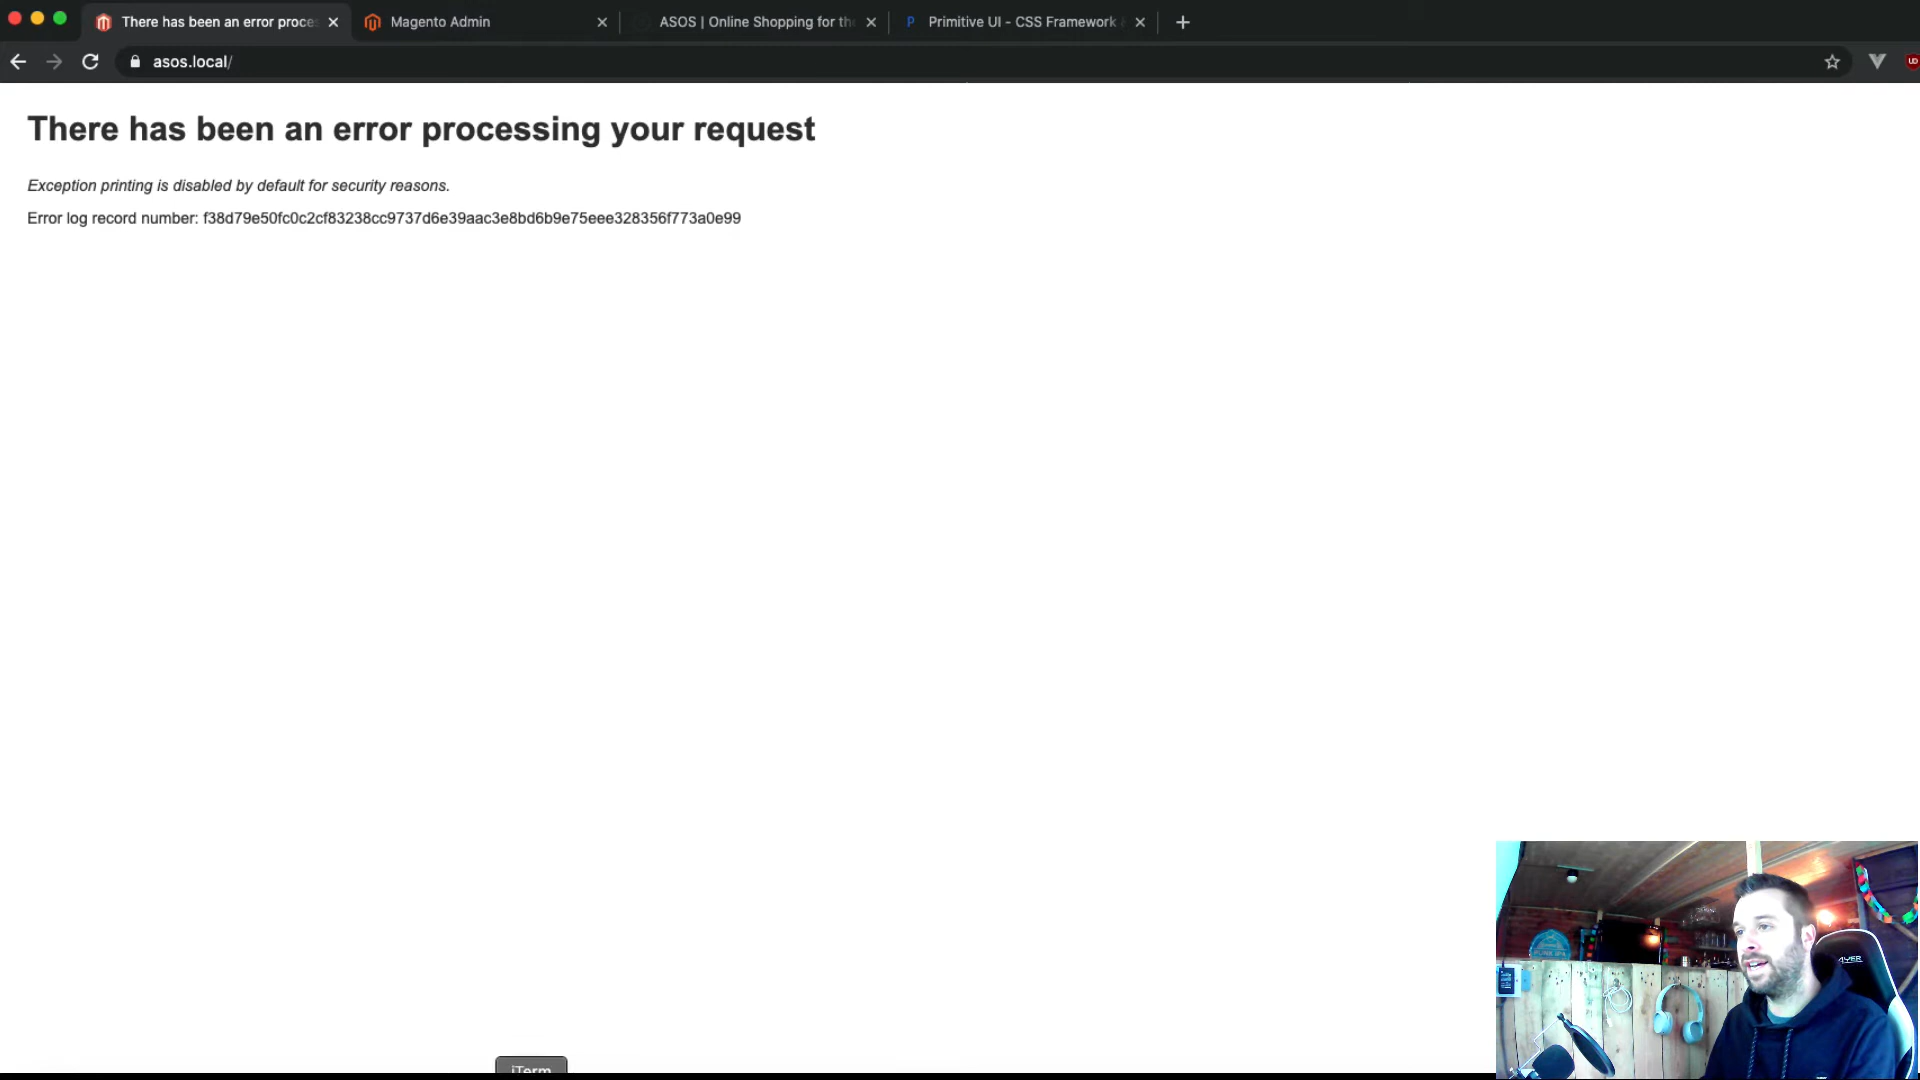 There has been an error proce
Magento Admin
ASOS | Online Shopping for th
Primitive UI - CSS Framework
asos.local/
There has been an error processing your request
Exception printing is disabled by default for security reasons.
Error log record number: f38d79e50fc0c2cf83238cc9737d6e39aac3e8bd6b9e75eee328356f773a0e99
iTerm